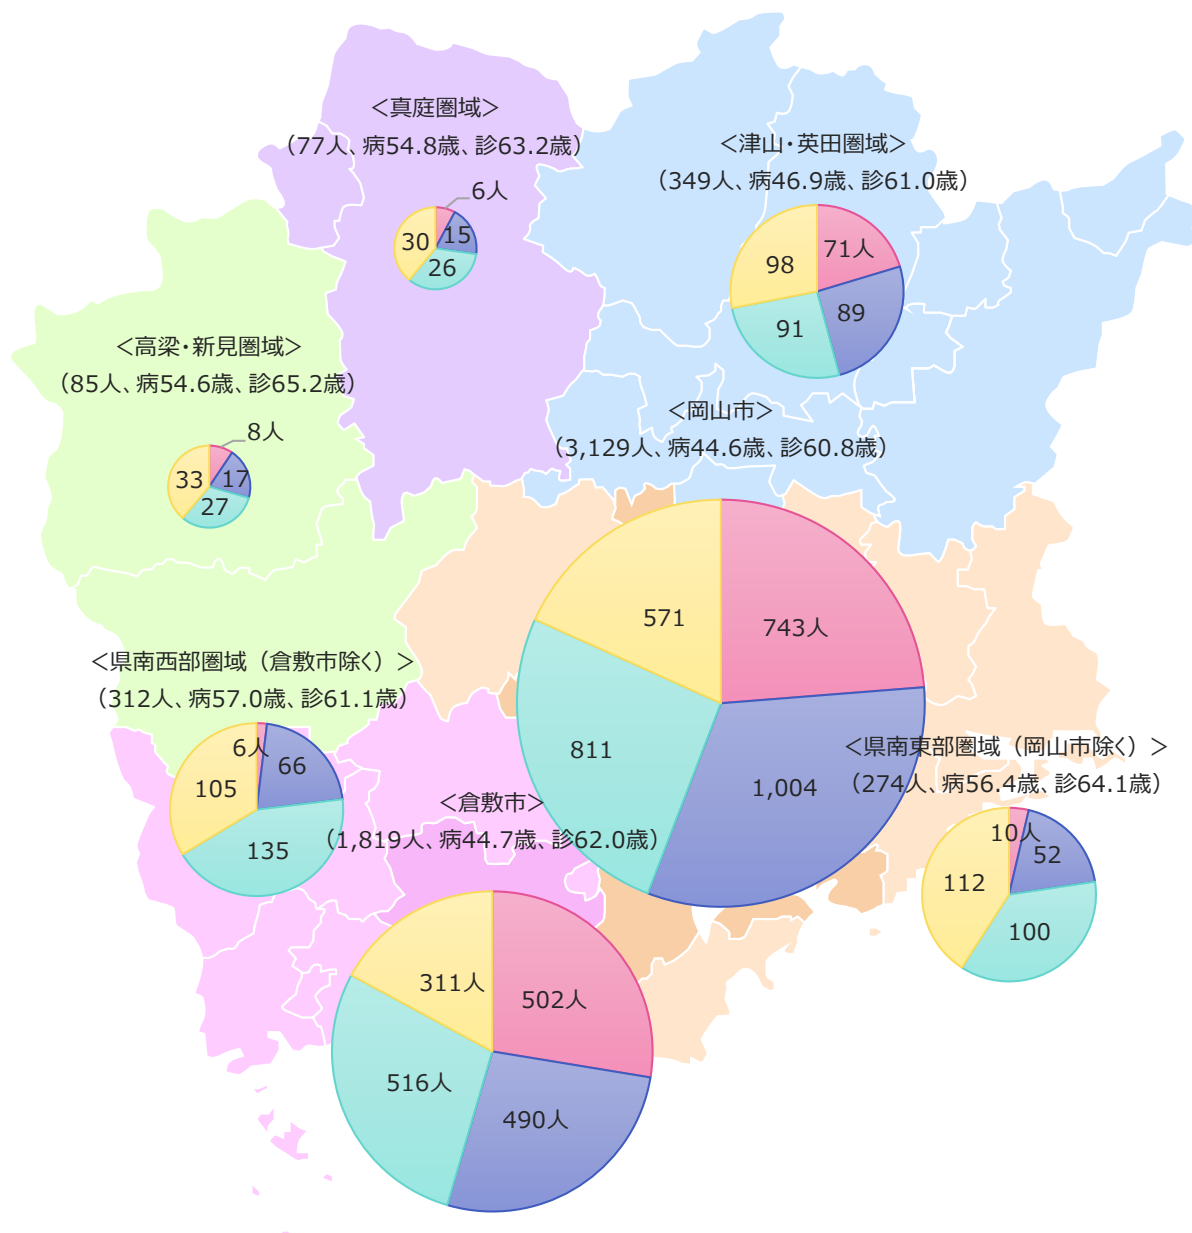 ＜真庭圏域＞
（77人、病54.8歳、診63.2歳）
6人
15
26
30
＜津山・英田圏域＞
（349人、病46.9歳、診61.0歳）
71人
89
91
98
＜高梁・新見圏域＞
（85人、病54.6歳、診65.2歳）
8人
17
27
33
＜岡山市＞
（3,129人、病44.6歳、診60.8歳）
743人
1,004
811
571
＜県南西部圏域（倉敷市除く）＞
（312人、病57.0歳、診61.1歳）
6人
66
135
105
＜県南東部圏域（岡山市除く）＞
（274人、病56.4歳、診64.1歳）
10人
52
100
112
＜倉敷市＞
（1,819人、病44.7歳、診62.0歳）
502人
490人
516人
311人